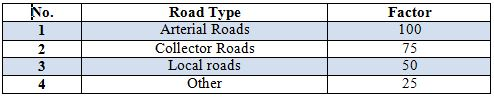 No. Road Type Factor
1 Arterial Roads 100
2 Collector Roads 75
3 Local roads 50
4 Other 25